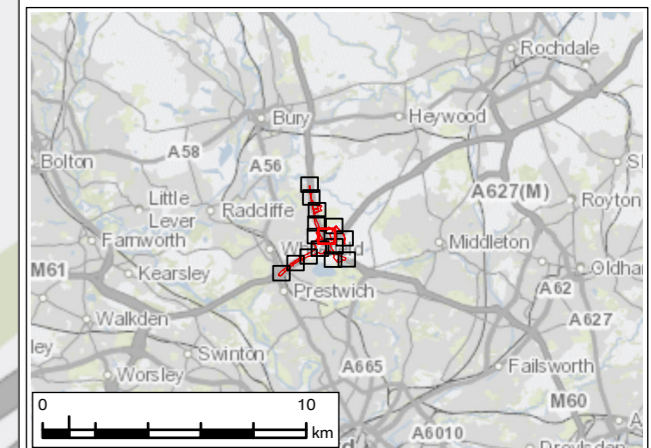 Rochdale
Bury
Heywood
A58
Bolton
A56
A627(M)
Little
Lever
Radcliffe
Royton
Farnworth
Middleton
M61
Kearsley
Oldha
A62
Prestwich
Walkden
A627
ley
Swinton
Failsworth
Worsley
A665
M60
0
10
km
A6010